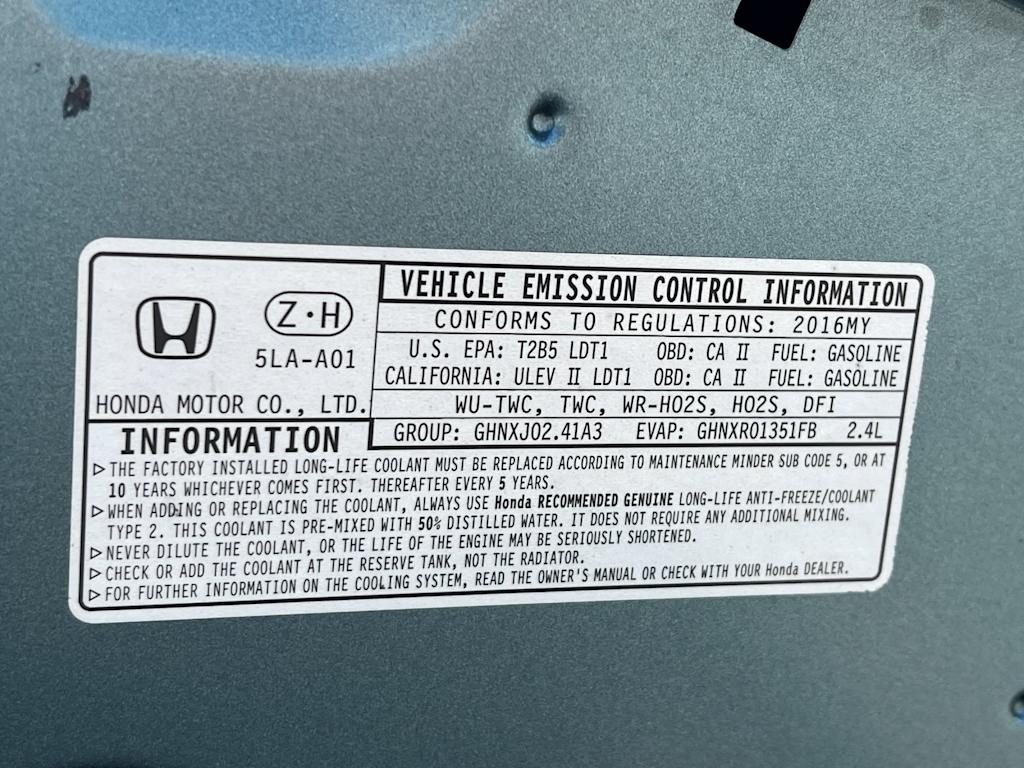 Z·H
5LA-A01
HONDA MOTOR CO., LTD.
VEHICLE EMISSION CONTROL INFORMATION
CONFORMS TO REGULATIONS: 2016MY
U.S. EPA: T2B5 LDT1 OBD: CA II FUEL: GASOLINE
CALIFORNIA: ULEV II LDT1 OBD: CA II FUEL: GASOLINE
WU-TWC, TWC, WR-HO2S, HO2S, DFI
GROUP: GHNXJ02.41A3 EVAP: GHNXR01351FB 2.4L
INFORMATION
▷THE FACTORY INSTALLED LONG-LIFE COOLANT MUST BE REPLACED ACCORDING TO MAINTENANCE MINDER SUB CODE 5, OR AT
10 YEARS WHICHEVER COMES FIRST. THEREAFTER EVERY 5 YEARS.
▷WHEN ADDING OR REPLACING THE COOLANT, ALWAYS USE Honda RECOMMENDED GENUINE LONG-LIFE ANTI-FREEZE/COOLANT
TYPE 2. THIS COOLANT IS PRE-MIXED WITH 50% DISTILLED WATER. IT DOES NOT REQUIRE ANY ADDITIONAL MIXING.
▷NEVER DILUTE THE COOLANT, OR THE LIFE OF THE ENGINE MAY BE SERIOUSLY SHORTENED.
▷CHECK OR ADD THE COOLANT AT THE RESERVE TANK, NOT THE RADIATOR.
▷FOR FURTHER INFORMATION ON THE COOLING SYSTEM, READ THE OWNER'S MANUAL OR CHECK WITH YOUR Honda DEALER.